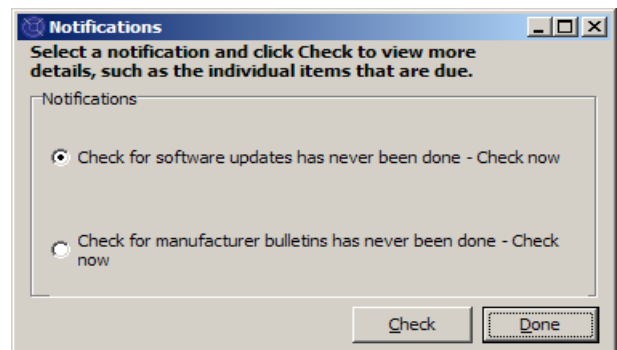 Notifications
Select a notification and click Check to view more
details, such as the individual items that are due.
Notifications
Check for software updates has never been done - Check now
Check for manufacturer bulletins has never been done - Check
now
Check
Done